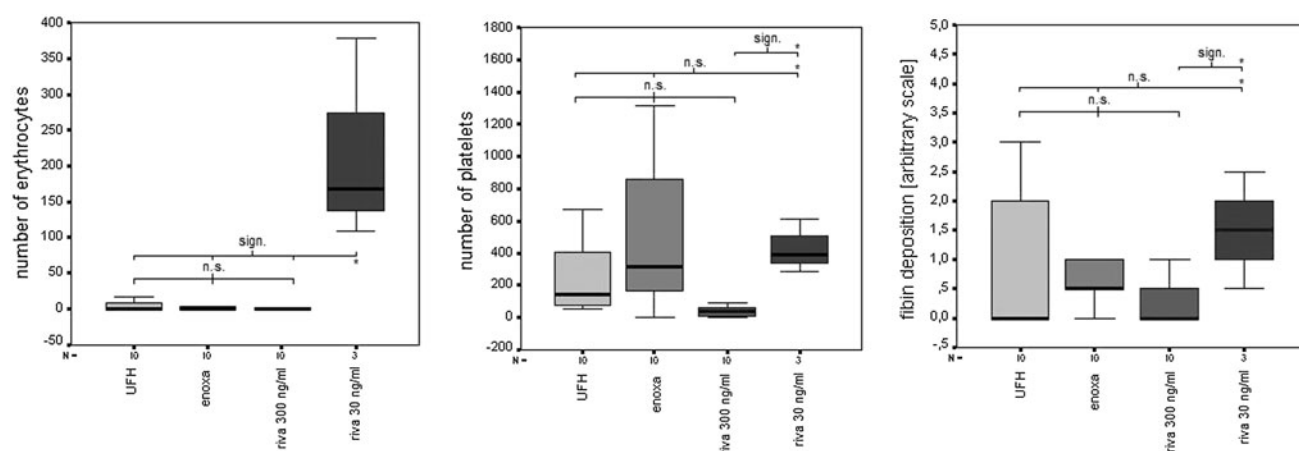 number of erythrocytes
400
350
300
250
200
150
100
50
0
-50
sign.
*
n.s.
N = 10 10 10 3
UFH
enoxa
riva 300 ng/ml
riva 30 ng/ml
number of platelets
1800
1600
1400
1200
1000
800
600
400
200
0
-200
sign.
*
n.s.
*
n.s.
N = 10 10 10 3
UFH
enoxa
riva 300 ng/ml
riva 30 ng/ml
fibin deposition [arbitrary scale]
5,0
4,5
4,0
3,5
3,0
2,5
2,0
1,5
1,0
,5
0,0
-,5
sign.
*
n.s.
*
n.s.
N = 10 10 10 3
UFH
enoxa
riva 300 ng/ml
riva 30 ng/ml